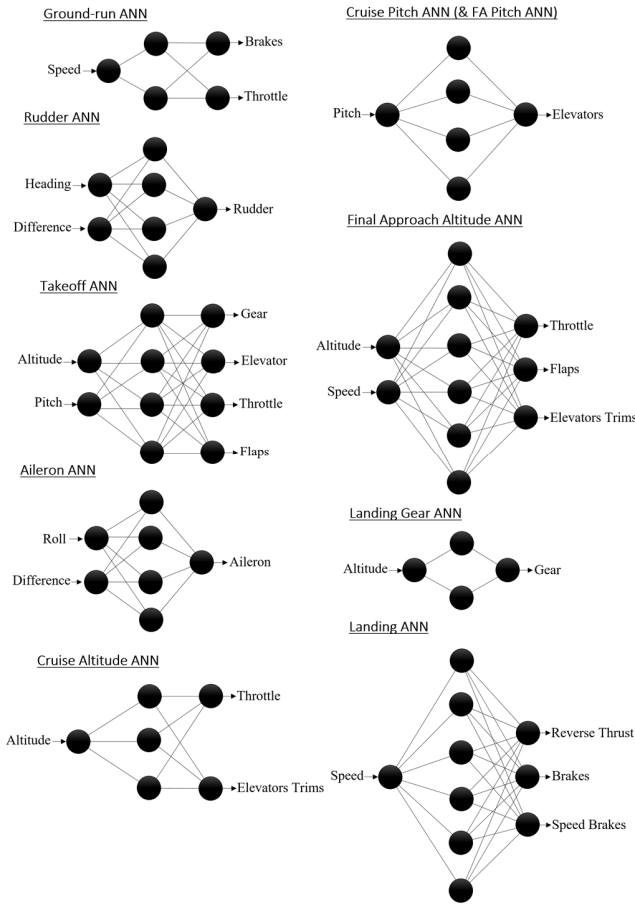 Ground-run ANN
Speed
Brakes
Throttle
Rudder ANN
Heading
Difference
Rudder
Takeoff ANN
Altitude
Pitch
Gear
Elevator
Throttle
Flaps
Aileron ANN
Roll
Difference
Aileron
Cruise Altitude ANN
Altitude
Throttle
Elevators Trims
Cruise Pitch ANN (& FA Pitch ANN)
Pitch
Elevators
Final Approach Altitude ANN
Altitude
Speed
Throttle
Flaps
Elevators Trims
Landing Gear ANN
Altitude
Gear
Landing ANN
Speed
Reverse Thrust
Brakes
Speed Brakes